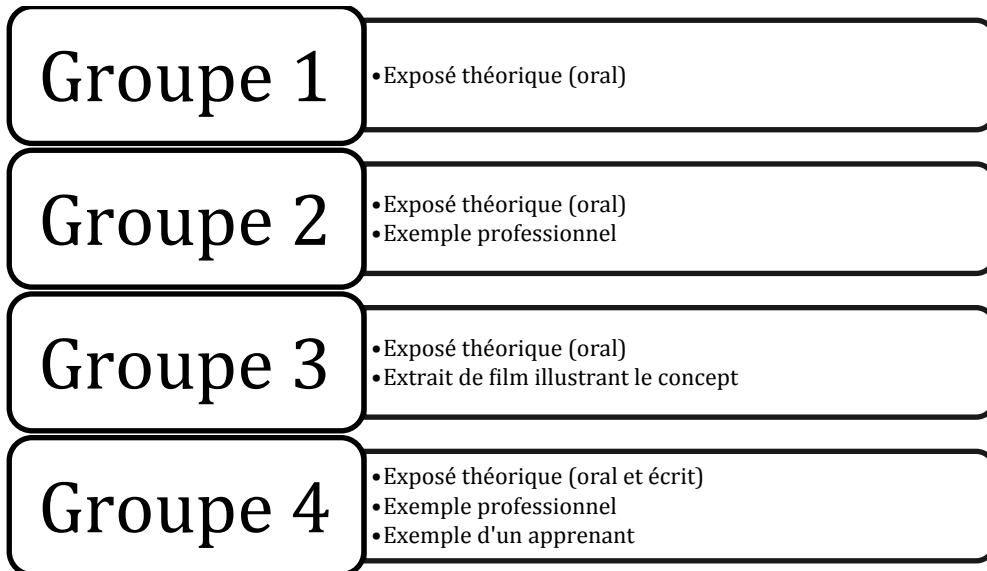 Groupe 1
•Exposé théorique (oral)
Groupe 2
•Exposé théorique (oral)
•Exemple professionnel
Groupe 3
•Exposé théorique (oral)
•Extrait de film illustrant le concept
Groupe 4
•Exposé théorique (oral et écrit)
•Exemple professionnel
•Exemple d'un apprenant